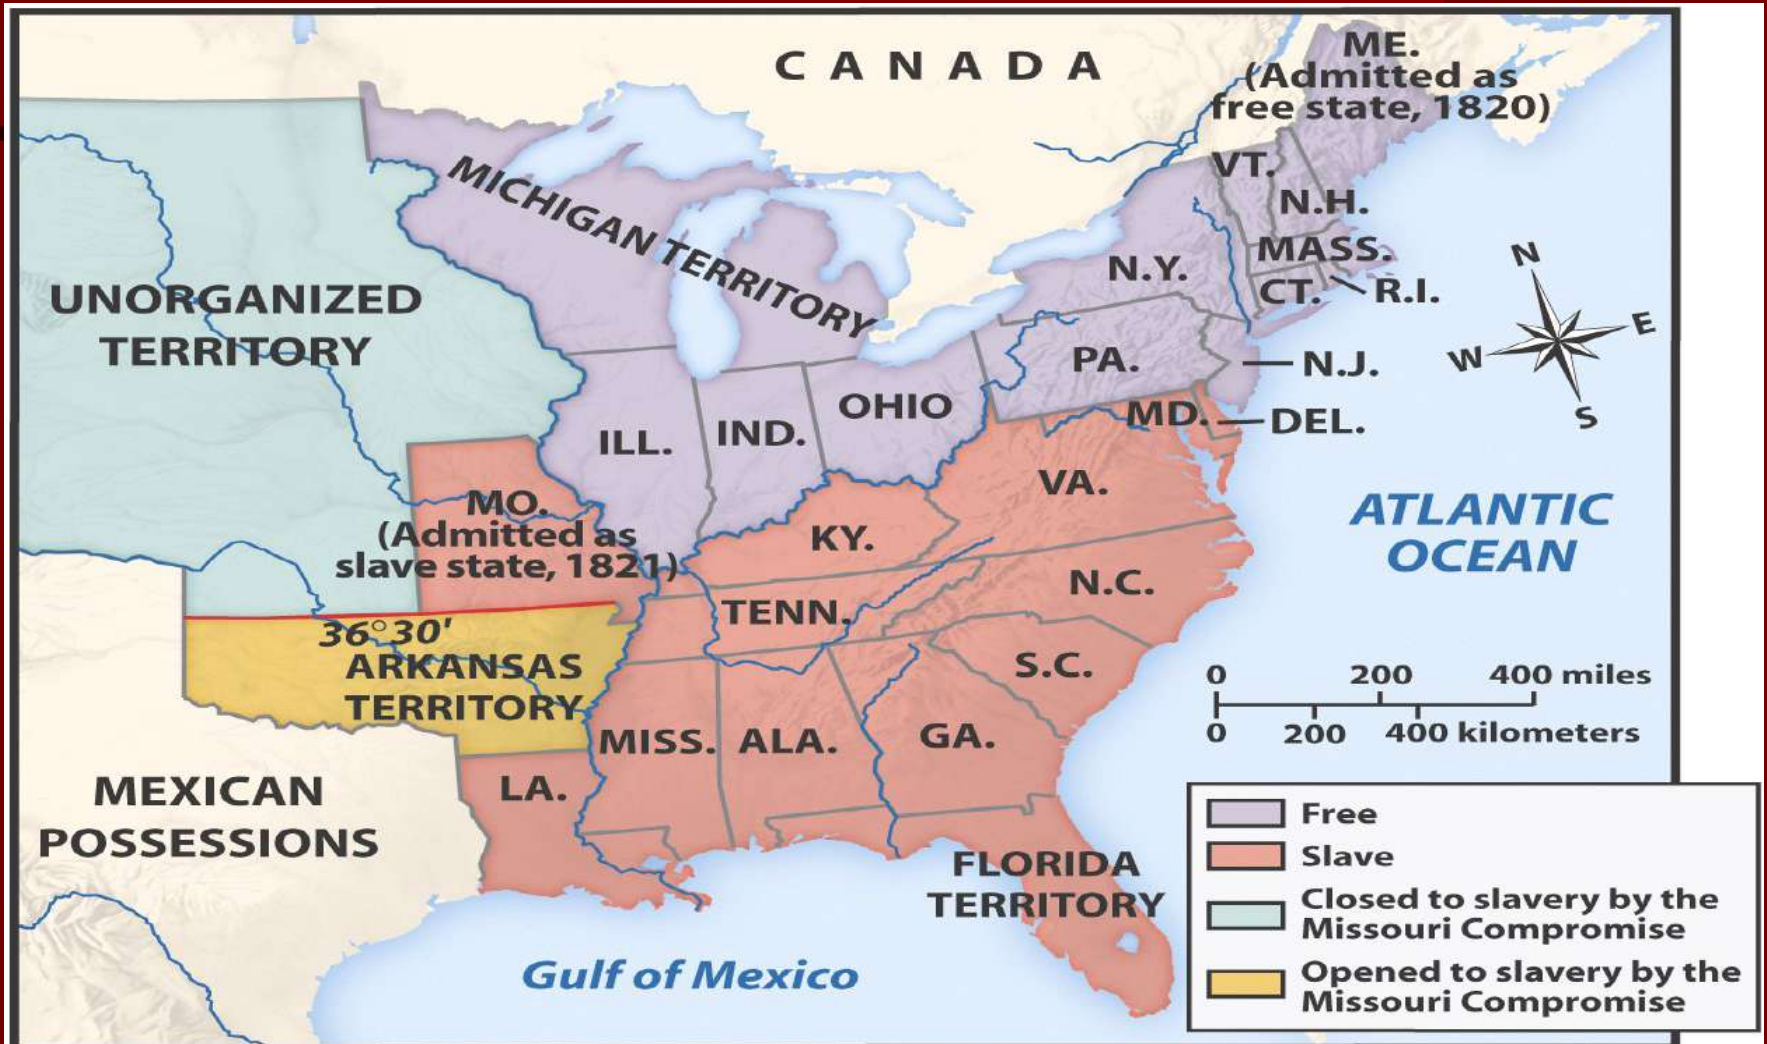 CANADA
ME.
(Admitted as
free state, 1820)
VT.
N.H.
MICHIGAN TERRITORY
MASS.
N.Y.
CT.
R.I.
N
E
W
S
UNORGANIZED
TERRITORY
PA.
N.J.
OHIO
MD.
DEL.
ILL.
IND.
VA.
MO.
(Admitted as
slave state, 1821)
KY.
ATLANTIC
OCEAN
N.C.
TENN.
36°30'
ARKANSAS
TERRITORY
S.C.
0 200 400 miles
0 200 400 kilometers
MISS.
ALA.
GA.
LA.
MEXICAN
POSSESSIONS
FLORIDA
TERRITORY
Gulf of Mexico
Free
Slave
Closed to slavery by the
Missouri Compromise
Opened to slavery by the
Missouri Compromise